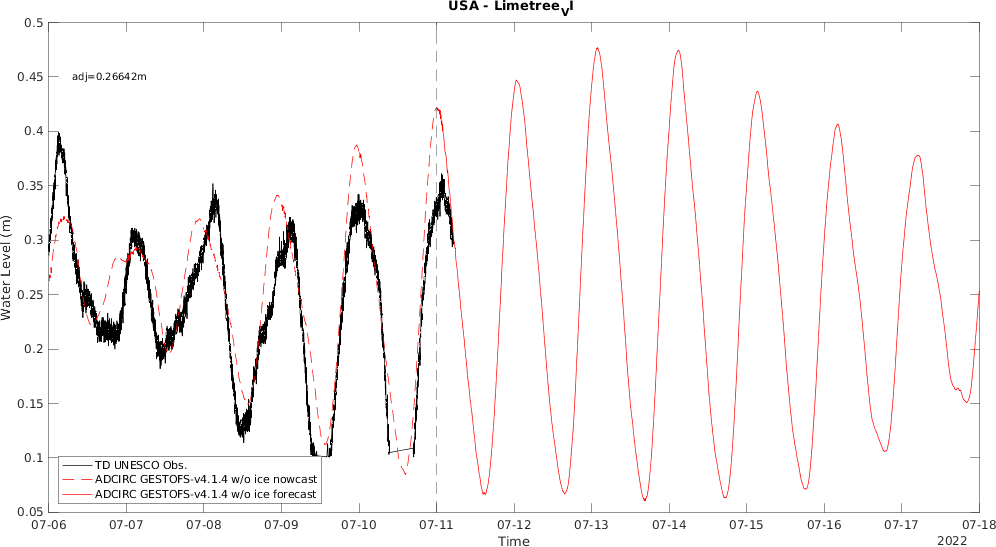 USA - Limetree_VI
adj=0.26642m
0.5
0.45
0.4
0.35
0.3
0.25
0.2
0.15
0.1
0.05
Water Level (m)
TD UNESCO Obs.
ADCIRC GESTOFS-v4.1.4 w/o ice nowcast
ADCIRC GESTOFS-v4.1.4 w/o ice forecast
07-06 07-07 07-08 07-09 07-10 07-11 07-12 07-13 07-14 07-15 07-16 07-17 07-18
Time
2022